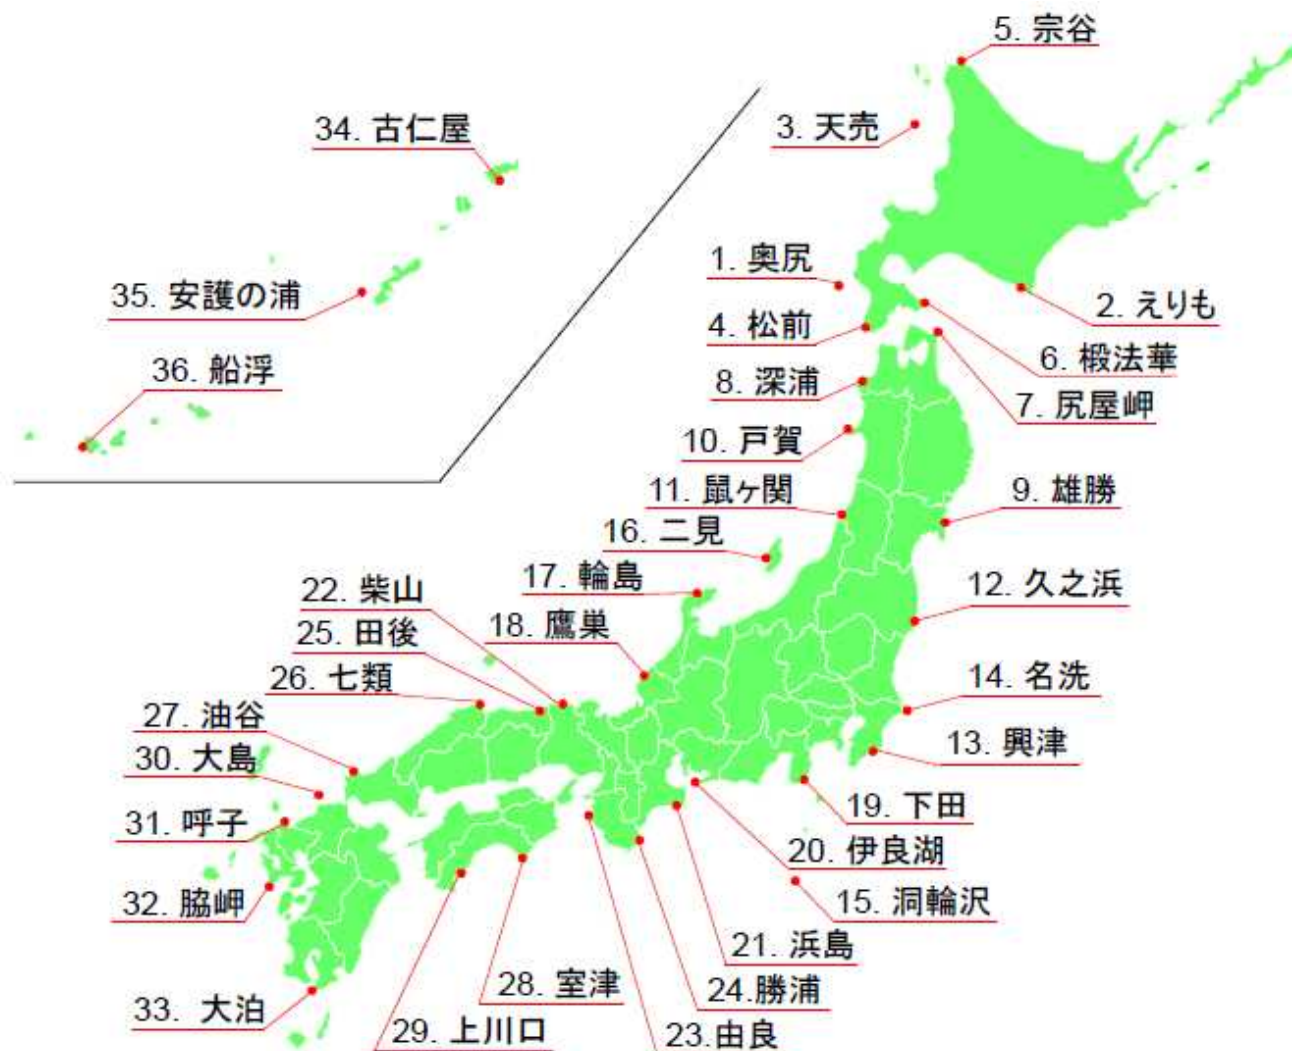 5. 宗谷
3. 天売
34. 古仁屋
1. 奥尻
35. 安護の浦
2. えりも
4. 松前
6. 椴法華
36. 船浮
8. 深浦
7. 尻屋岬
10. 戸賀
11. 鼠ヶ関
9. 雄勝
16. 二見
17. 輪島
22. 柴山
12. 久之浜
18. 鷹巣
25. 田後
26. 七類
14. 名洗
27. 油谷
13. 興津
30. 大島
19. 下田
31. 呼子
20. 伊良湖
32. 脇岬
15. 洞輪沢
21. 浜島
28. 室津
24.勝浦
33. 大泊
29. 上川口
23.由良